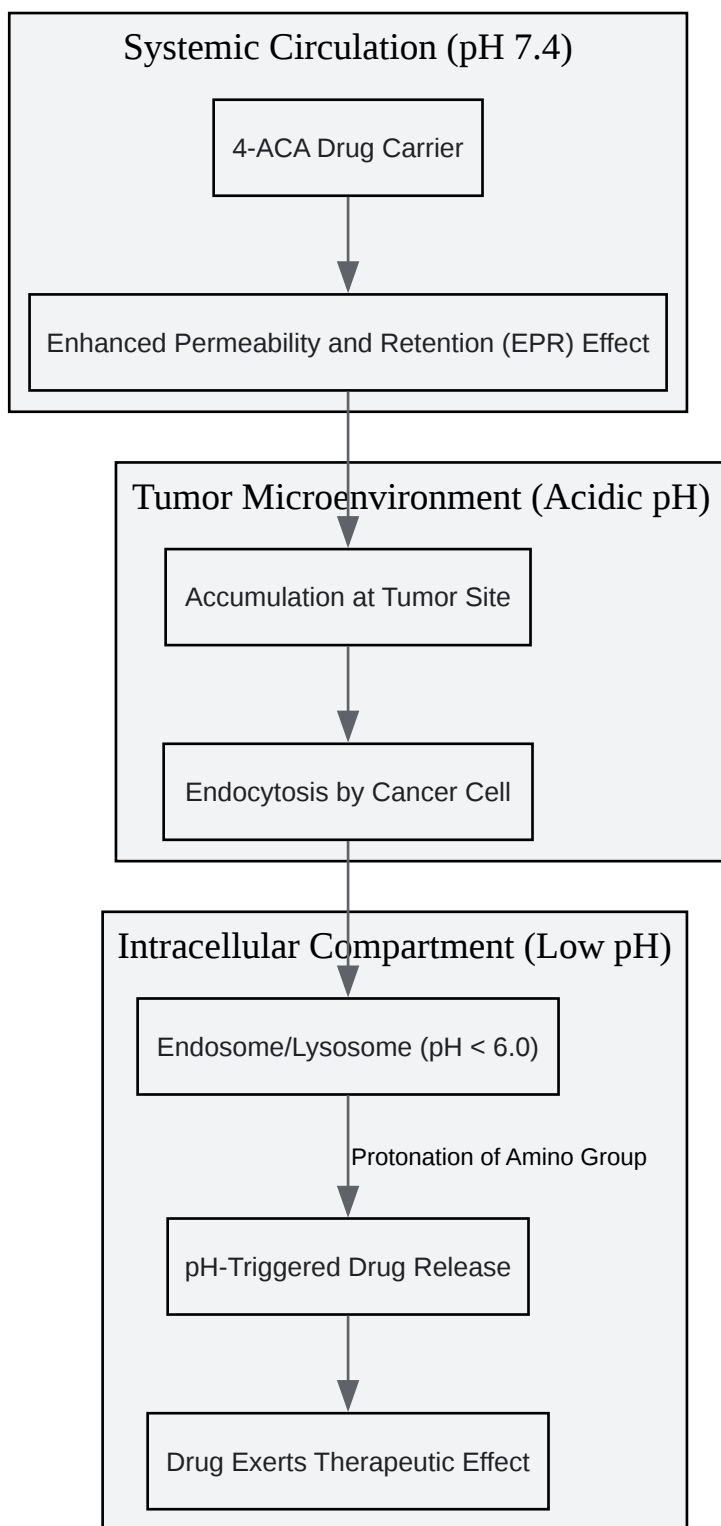 Systemic Circulation (pH 7.4)
4-ACA Drug Carrier
Enhanced Permeability and Retention (EPR) Effect
Tumor Microenvironment (Acidic pH)
Accumulation at Tumor Site
Endocytosis by Cancer Cell
Intracellular Compartment (Low pH)
Endosome/Lysosome (pH < 6.0)
Protonation of Amino Group
pH-Triggered Drug Release
Drug Exerts Therapeutic Effect